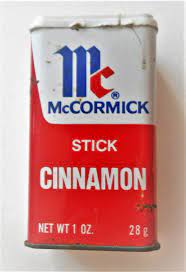 Mc®
McCORMICK
STICK
CINNAMON
NET WT 1 OZ. 28 g.